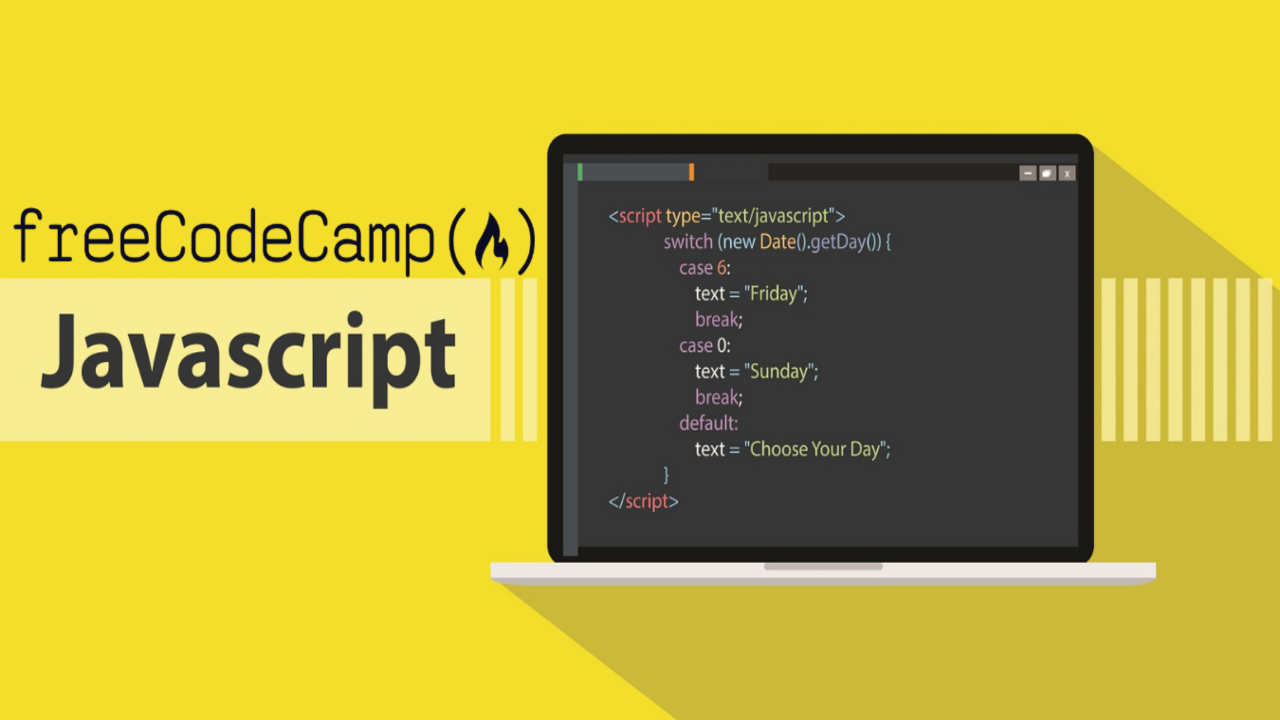 freeCodeCamp(🔥)
Javascript
x
<script type="text/javascript">
switch (new Date().getDay()) {
case 6:
text = "Friday";
break;
case 0:
text = "Sunday";
break;
default:
text = "Choose Your Day";
}
</script>